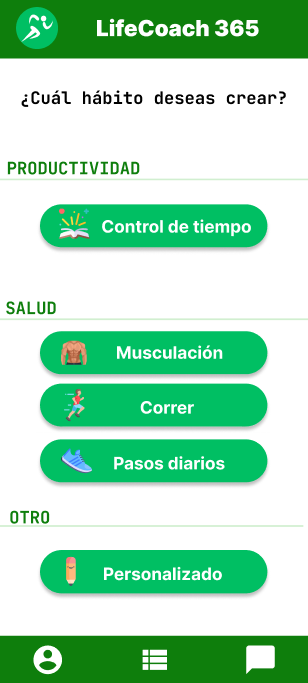 LifeCoach 365
¿Cuál hábito deseas crear?
PRODUCTIVIDAD
Control de tiempo
SALUD
Musculación
Correr
Pasos diarios
OTRO
Personalizado